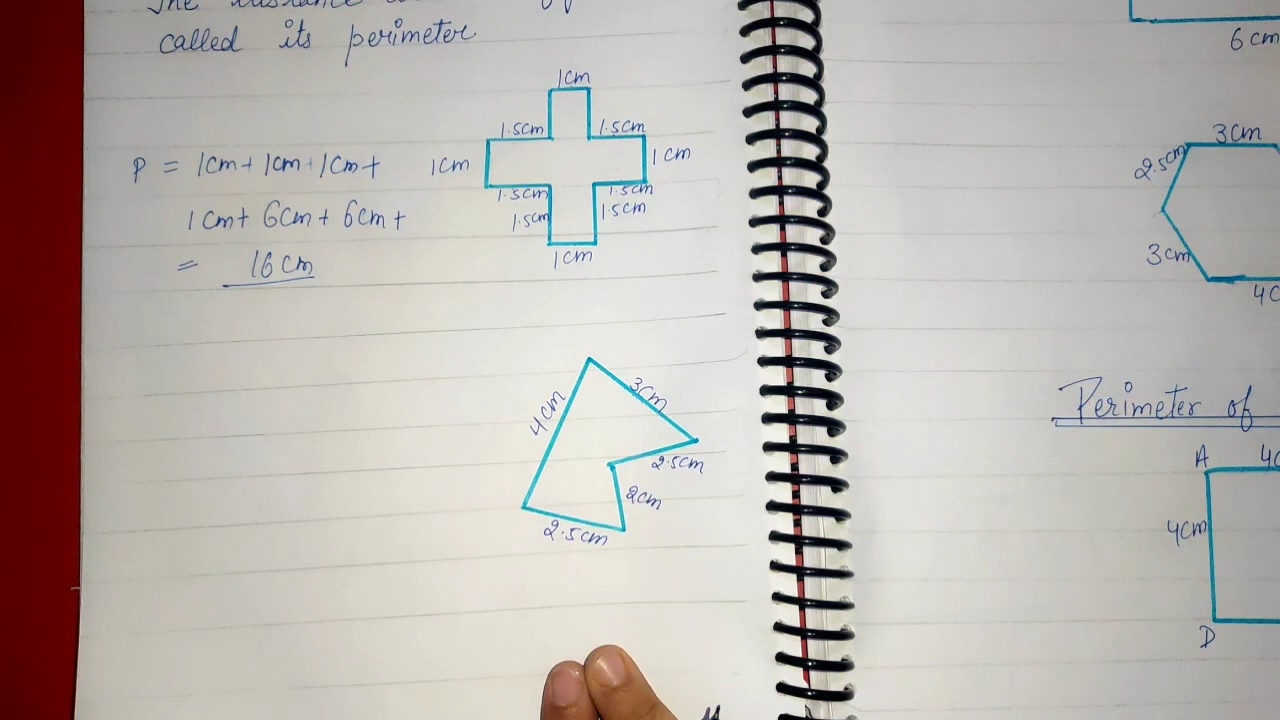 The distance
called its perimeter
1cm
1.5cm 1.5cm
P = 1cm + 1cm + 1cm + 1cm 1cm
1.5cm 1.5cm
1cm + 6cm + 6cm + 1.5cm 1.5cm
= 16cm 1cm
4cm 3cm
2.5cm
2cm
2.5cm
6cm
3cm
2.5cm
3cm
Perimeter of
A
4cm
D